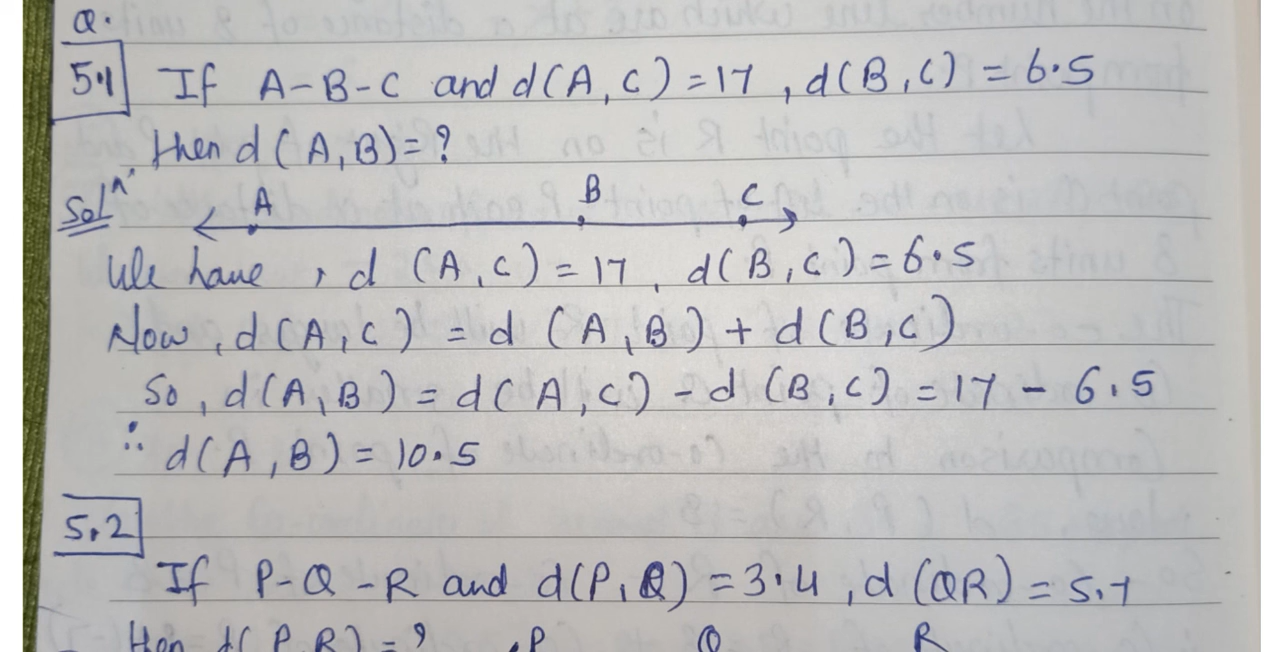 Q.
5.1 If A-B-C and d(A, C) = 17, d(B, C) = 6.5
then d(A, B) = ?
Solⁿ. A B C
We have, d (A, C) = 17, d(B, C) = 6.5
Now, d(A, C) = d (A, B) + d(B, C)
So, d(A, B) = d(A, C) - d (B, C) = 17 - 6.5
∴ d(A, B) = 10.5
5.2
If P-Q-R and d(P, Q) = 3.4, d (QR) = 5.7
then d( P, R) = ? P Q R